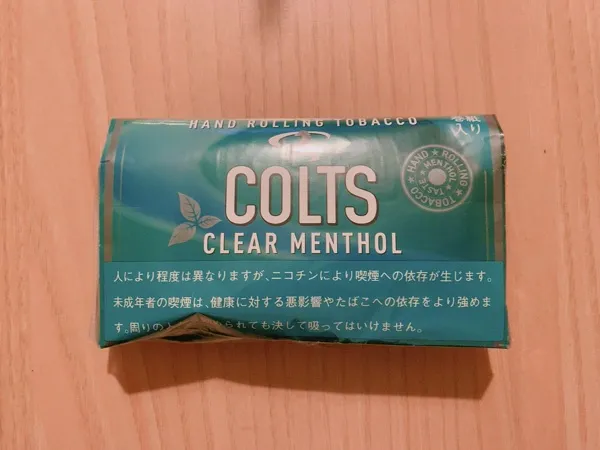 HAND ROLLING TOBACCO
巻紙
入り
HAND ROLLING TOBACCO
MENTHOL TASTE
COLTS
CLEAR MENTHOL
人により程度は異なりますが、ニコチンにより喫煙への依存が生じます。
未成年者の喫煙は、健康に対する悪影響やたばこへの依存をより強めま
す。周りの人 られても決して吸ってはいけません。